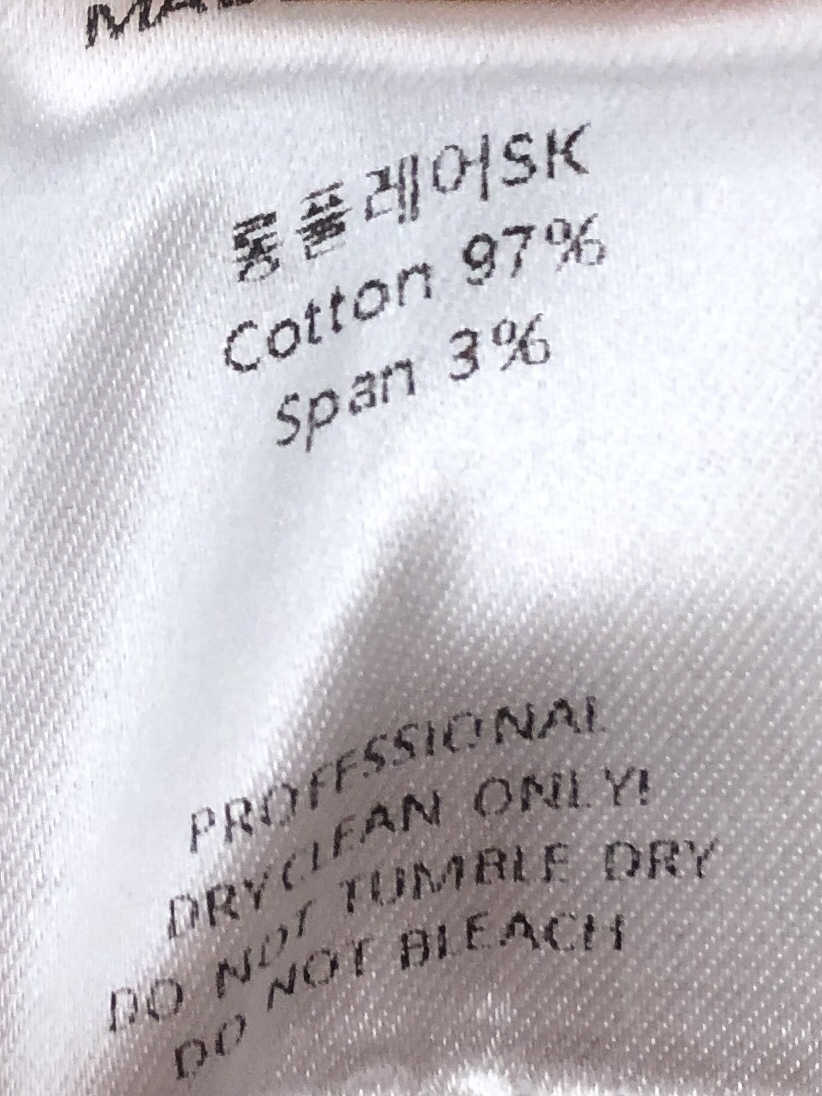 롱플레어SK
Cotton 97%
Span 3%
PROFESSIONAL
DRYCLEAN ONLY!
DO NOT TUMBLE DRY
DO NOT BLEACH